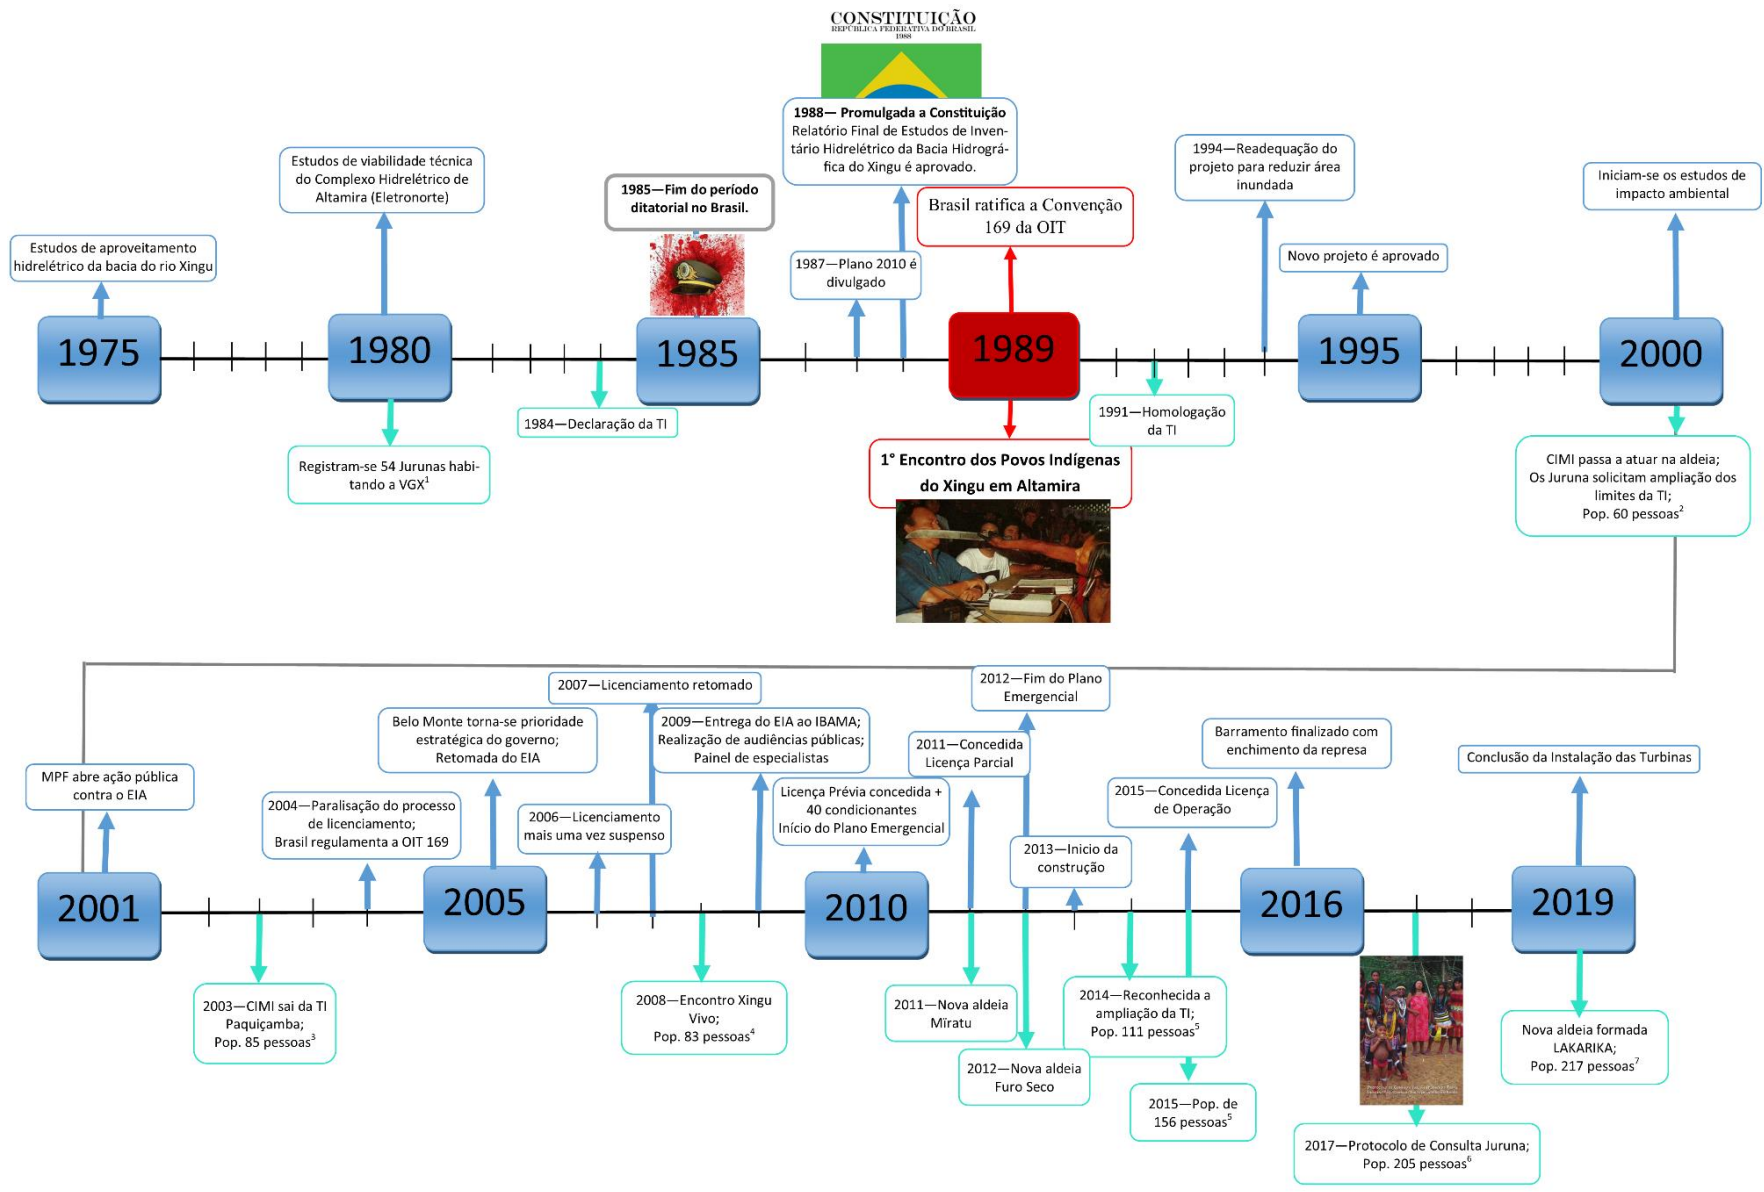 CONSTITUIÇÃO
REPÚBLICA FEDERATIVA DO BRASIL
1988
1988— Promulgada a Constituição
Relatório Final de Estudos de Inven-
tário Hidrelétrico da Bacia Hidrográ-
fica do Xingu é aprovado.
Estudos de viabilidade técnica
do Complexo Hidrelétrico de
Altamira (Eletronorte)
1985—Fim do período
ditatorial no Brasil.
Brasil ratifica a Convenção
169 da OIT
1994—Readequação do
projeto para reduzir área
inundada
Iniciam-se os estudos de
impacto ambiental
Estudos de aproveitamento
hidrelétrico da bacia do rio Xingu
1987—Plano 2010 é
divulgado
Novo projeto é aprovado
1975
1980
1985
1989
1995
2000
1984—Declaração da TI
1991—Homologação
da TI
Registram-se 54 Jurunas habi-
tando a VGX1
1° Encontro dos Povos Indígenas
do Xingu em Altamira
CIMI passa a atuar na aldeia;
Os Juruna solicitam ampliação dos
limites da TI;
Pop. 60 pessoas2
MPF abre ação pública
contra o EIA
2004—Paralisação do processo
de licenciamento;
Brasil regulamenta a OIT 169
Belo Monte torna-se prioridade
estratégica do governo;
Retomada do EIA
2006—Licenciamento
mais uma vez suspenso
2007—Licenciamento retomado
2009—Entrega do EIA ao IBAMA;
Realização de audiências públicas;
Painel de especialistas
Licença Prévia concedida +
40 condicionantes
Início do Plano Emergencial
2011—Concedida
Licença Parcial
2012—Fim do Plano
Emergencial
2013—Inicio da
construção
2015—Concedida Licença
de Operação
Barramento finalizado com
enchimento da represa
Conclusão da Instalação das Turbinas
2001
2005
2010
2016
2019
2003—CIMI sai da TI
Paquiçamba;
Pop. 85 pessoas3
2008—Encontro Xingu
Vivo;
Pop. 83 pessoas4
2011—Nova aldeia
Mïratu
2012—Nova aldeia
Furo Seco
2014—Reconhecida a
ampliação da TI;
Pop. 111 pessoas5
2015—Pop. de
156 pessoas5
2017—Protocolo de Consulta Juruna;
Pop. 205 pessoas6
Nova aldeia formada
LAKARIKA;
Pop. 217 pessoas7